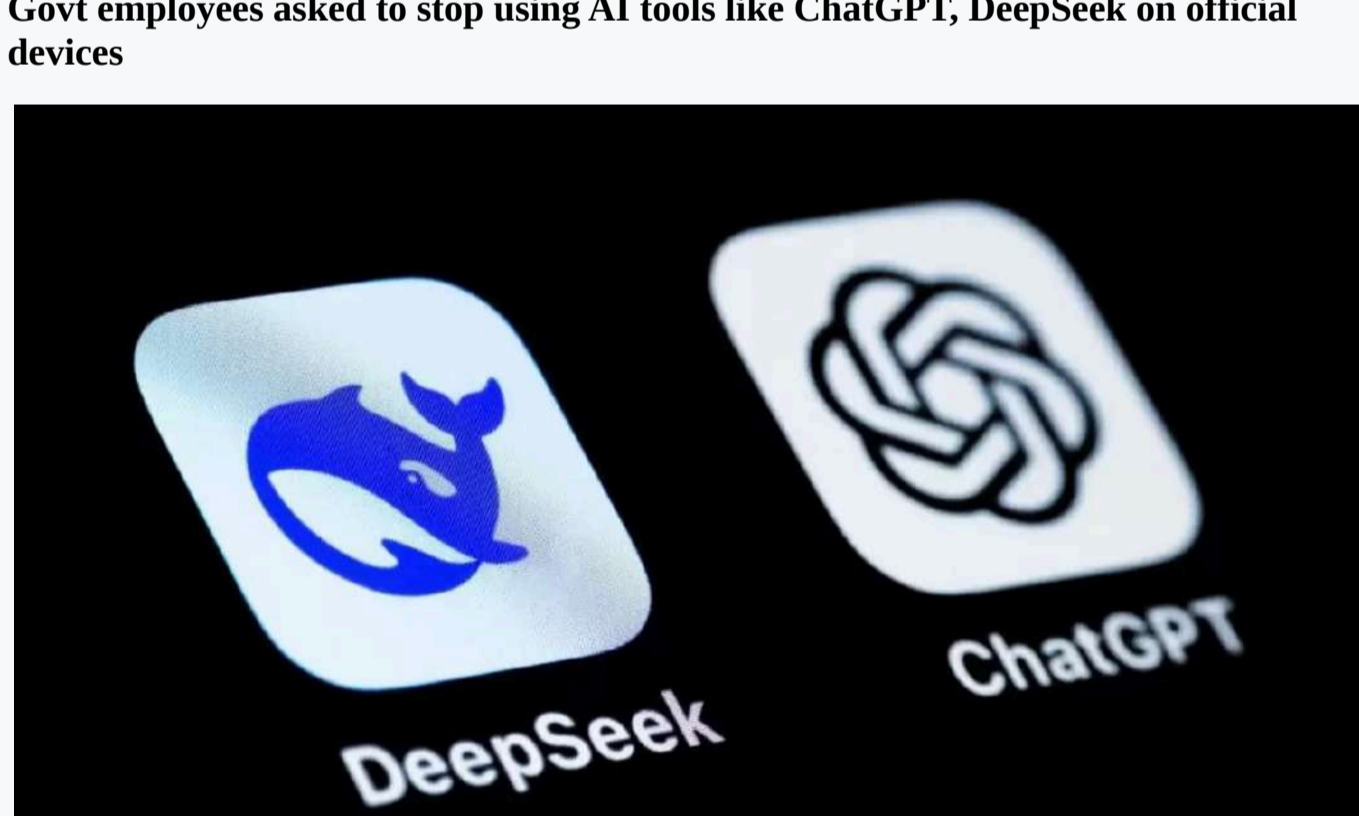 Govt employees asked to stop using AI tools like ChatGPT, DeepSeek on official
devices
ChatGPT
DeepSeek